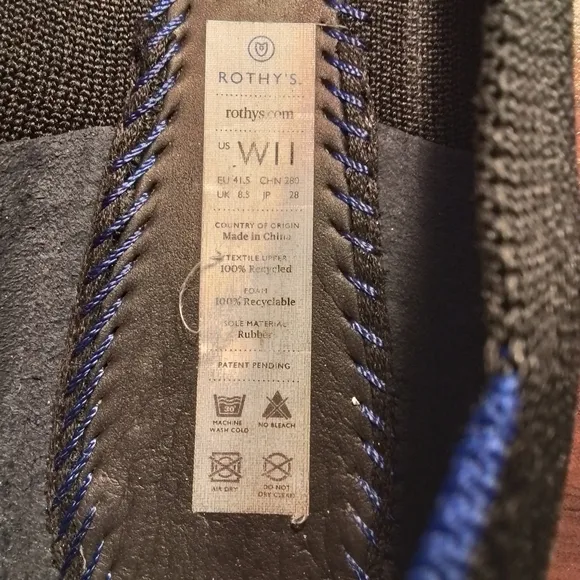 ROTHY'S.
rothys.com
US W11
EU 41.5 CHN 280
UK 8.5 JP 28
COUNTRY OF ORIGIN
Made in China
TEXTILE UPPER
100% Recycled
FOAM
100% Recyclable
SOLE MATERIAL
Rubber
PATENT PENDING
30°
MACHINE WASH COLD
NO BLEACH
AIR DRY
DO NOT DRY CLEAN